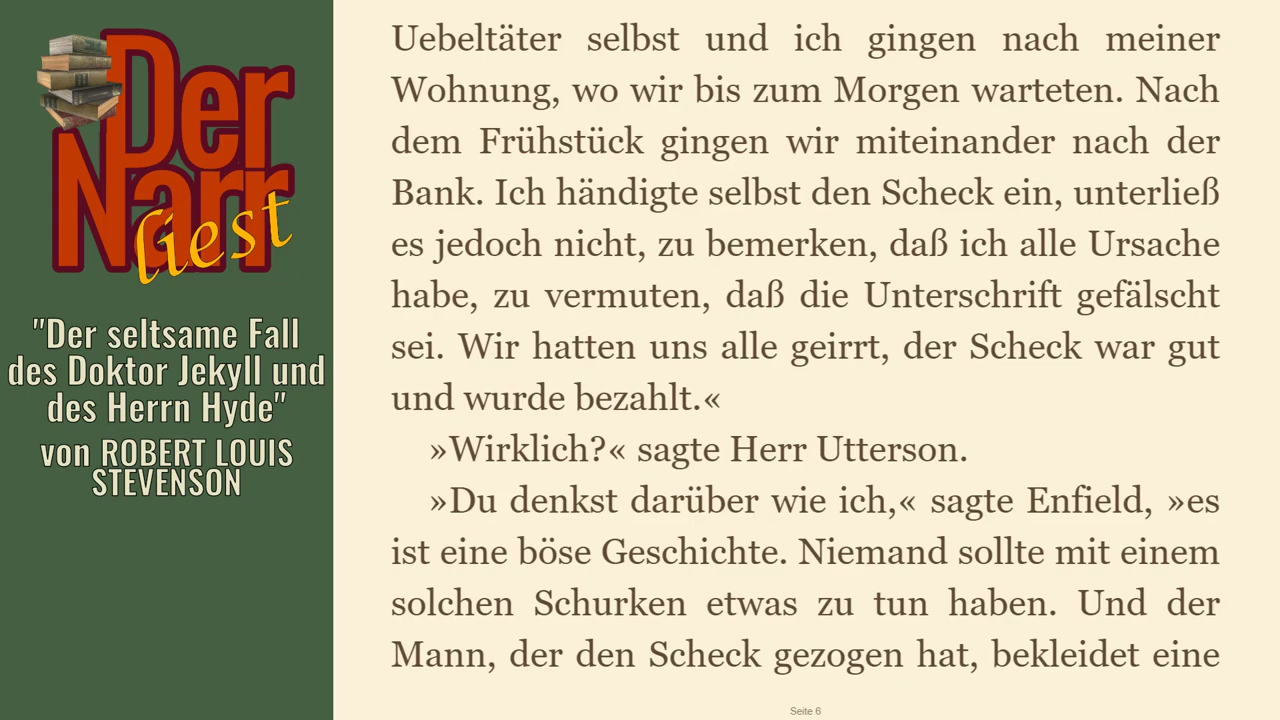 Der
Narr
liest
"Der seltsame Fall
des Doktor Jekyll und
des Herrn Hyde"
von ROBERT LOUIS
STEVENSON
Uebeltäter selbst und ich gingen nach meiner
Wohnung, wo wir bis zum Morgen warteten. Nach
dem Frühstück gingen wir miteinander nach der
Bank. Ich händigte selbst den Scheck ein, unterließ
es jedoch nicht, zu bemerken, daß ich alle Ursache
habe, zu vermuten, daß die Unterschrift gefälscht
sei. Wir hatten uns alle geirrt, der Scheck war gut
und wurde bezahlt.«
»Wirklich?« sagte Herr Utterson.
»Du denkst darüber wie ich,« sagte Enfield, »es
ist eine böse Geschichte. Niemand sollte mit einem
solchen Schurken etwas zu tun haben. Und der
Mann, der den Scheck gezogen hat, bekleidet eine
Seite 6